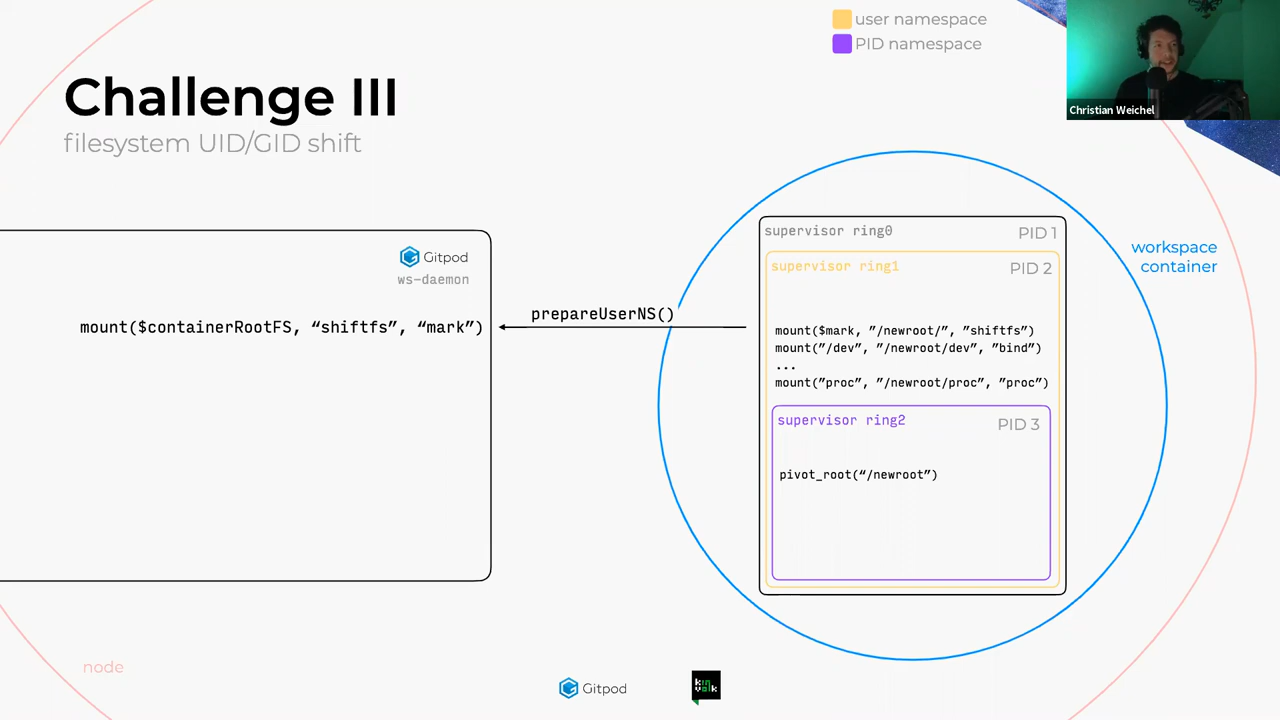 user namespace
PID namespace
Christian Weichel
Challenge III
filesystem UID/GID shift
Gitpod
ws-daemon
mount($containerRootFS, “shiftfs”, “mark”)
prepareUserNS()
supervisor ring0
PID 1
supervisor ring1
PID 2
mount($mark, ”/newroot/”, ”shiftfs”)
mount(”/dev”, ”/newroot/dev”, ”bind”)
...
mount(”proc”, ”/newroot/proc”, ”proc”)
supervisor ring2
PID 3
pivot_root(“/newroot”)
workspace
container
node
Gitpod
kinvolk